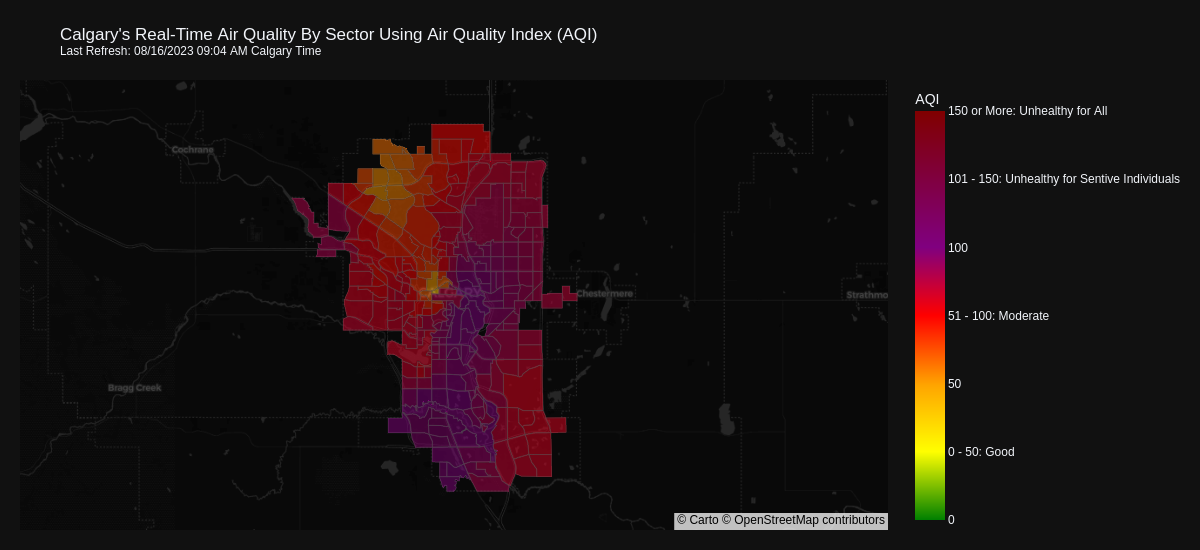 Calgary's Real-Time Air Quality By Sector Using Air Quality Index (AQI)
Last Refresh: 08/16/2023 09:04 AM Calgary Time
AQI
150 or More: Unhealthy for All
101 - 150: Unhealthy for Sentive Individuals
100
51 - 100: Moderate
50
0 - 50: Good
0
Cochrane
Chestermere
Strathmo
Bragg Creek
© Carto © OpenStreetMap contributors